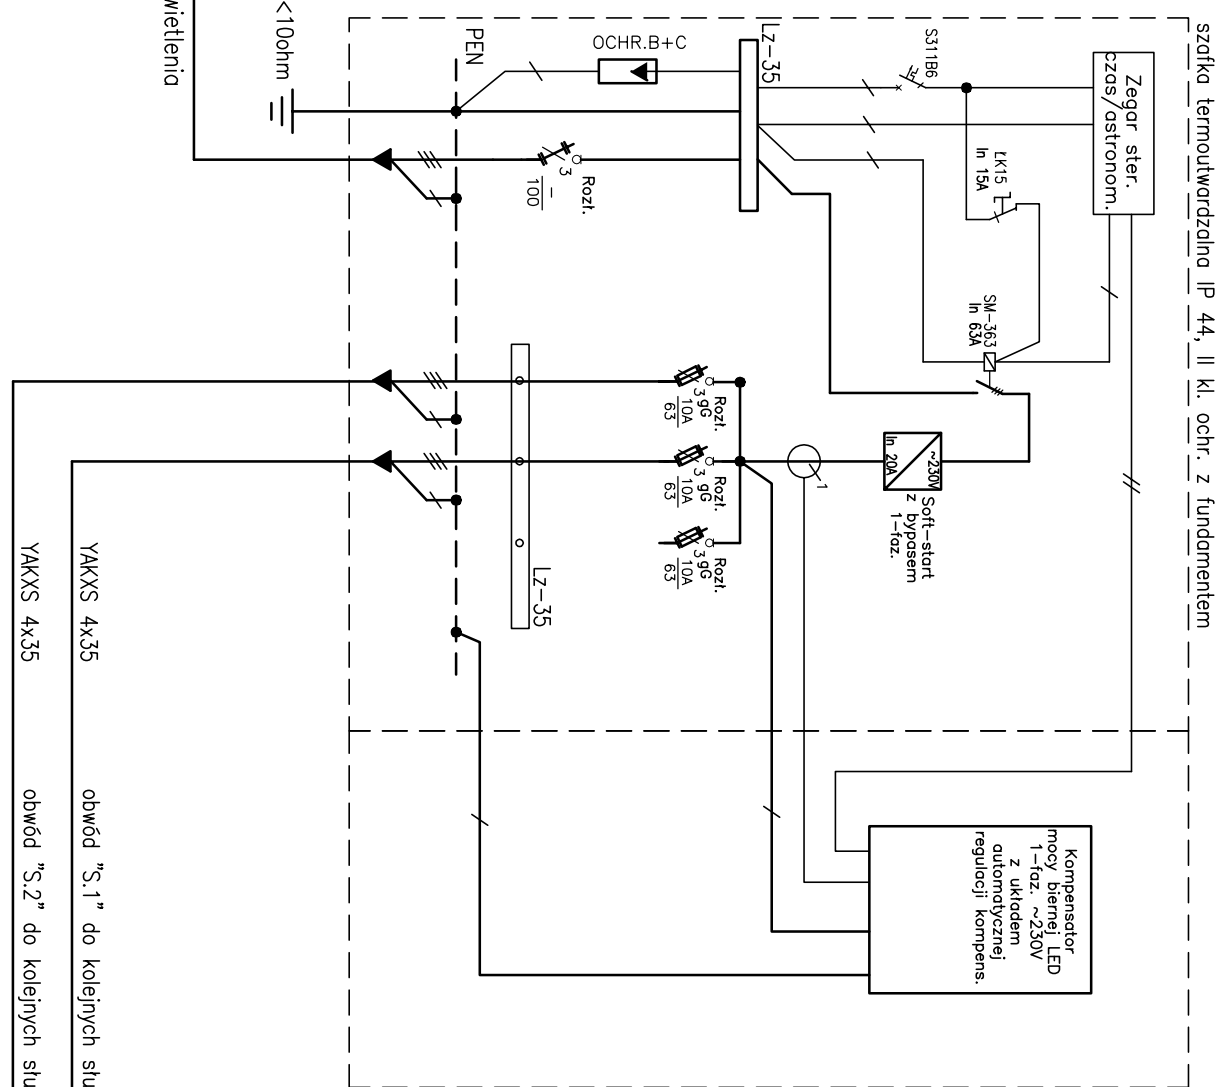 szafka termoutwardzalna IP 44, II kl. ochr. z fundamentem
Zegar ster.
czas/astronom.
S311B6
ŁK15
In 15A
SM-363
In 63A
Lz-35
OCHR.B+C
PEN
<10ohm
wietlenia
Rozł.
3
–
100
~230V
In 20A
Soft-start
z bypasem
1-faz.
1
Rozł.
3 gG
10A
63
Rozł.
3 gG
10A
63
Rozł.
3 gG
10A
63
Lz-35
Kompensator
mocy biernej LED
1-faz. ~230V
z układem
automatycznej
regulacji kompens.
YAKXS 4x35
obwód "S.1" do kolejnych słu
YAKXS 4x35
obwód "S.2" do kolejnych słu